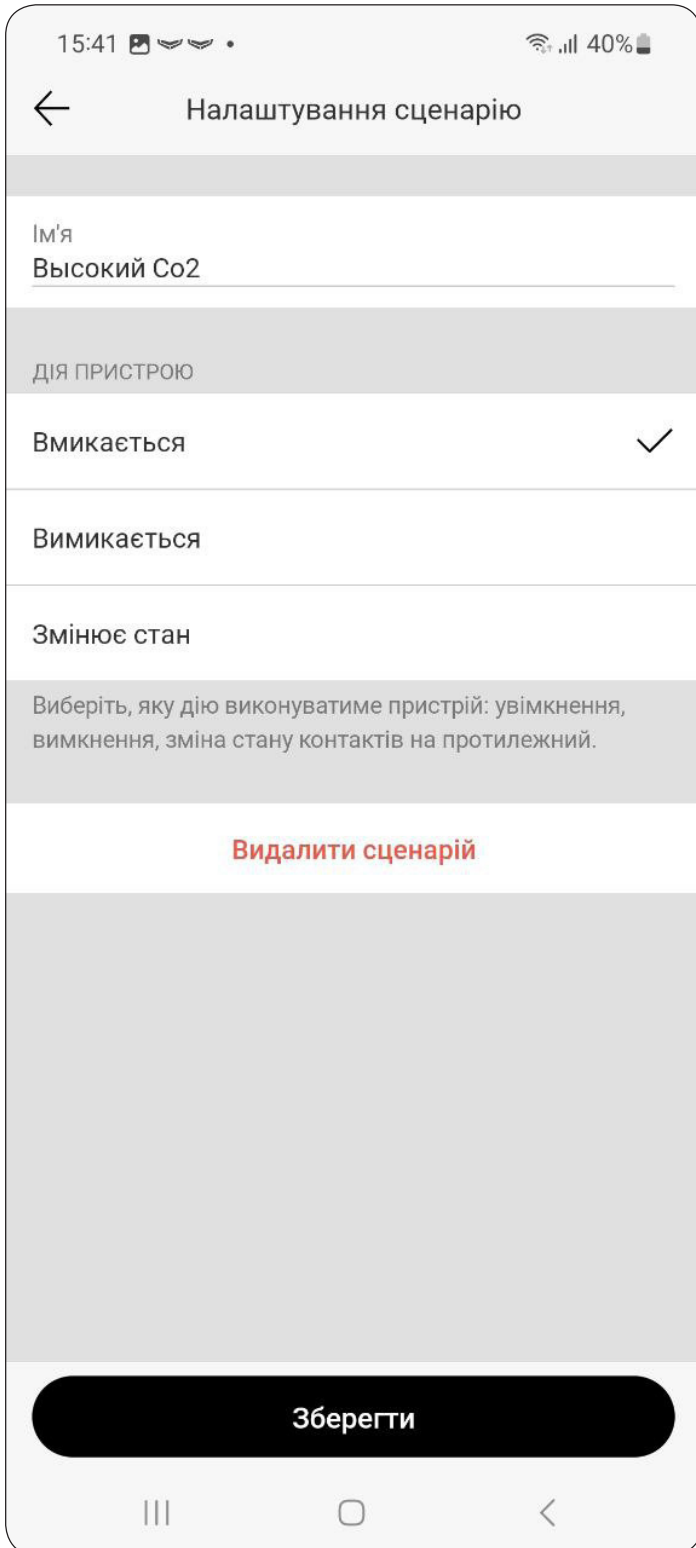 15:41
40%
Налаштування сценарію
Ім'я
Высокий Co2
ДІЯ ПРИСТРОЮ
Вмикається
Вимикається
Змінює стан
Виберіть, яку дію виконуватиме пристрій: увімкнення,
вимкнення, зміна стану контактів на протилежний.
Видалити сценарій
Зберегти